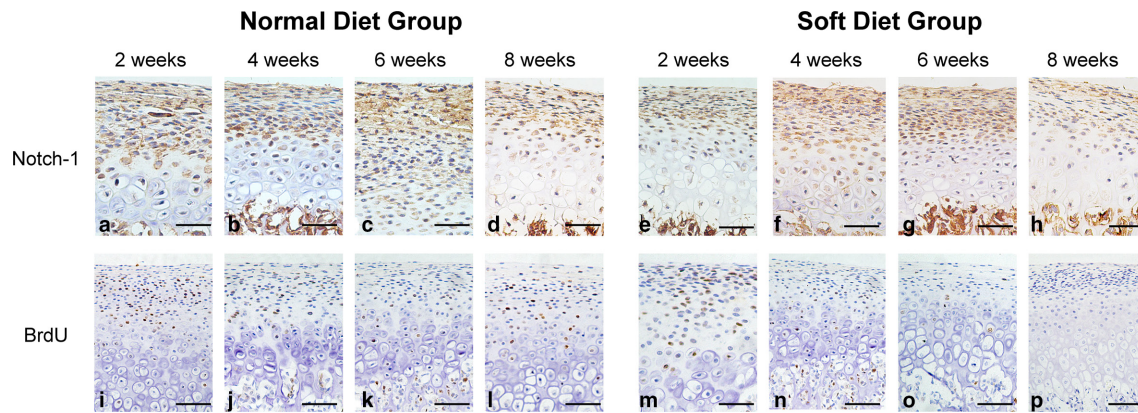 Normal Diet Group Soft Diet Group
2 weeks 4 weeks 6 weeks 8 weeks 2 weeks 4 weeks 6 weeks 8 weeks
Notch-1
a b c d e f g h
BrdU
i j k l m n o p